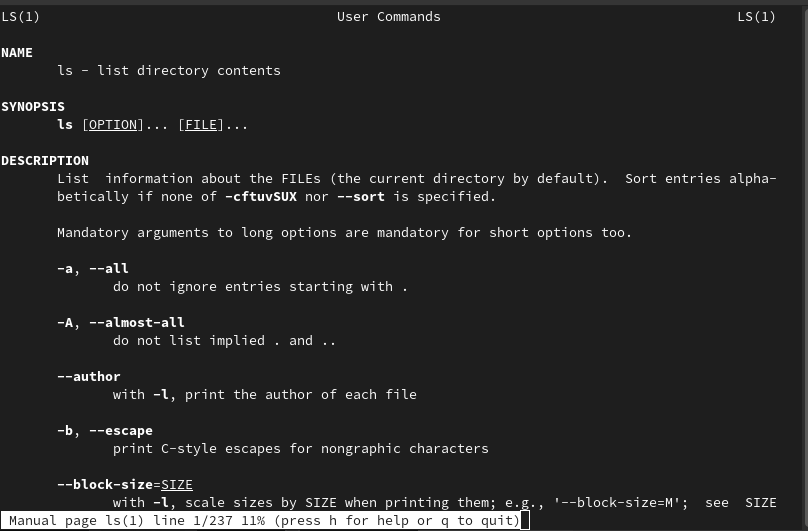 LS(1) User Commands LS(1)
NAME
ls - list directory contents
SYNOPSIS
ls [OPTION]... [FILE]...
DESCRIPTION
List information about the FILEs (the current directory by default). Sort entries alpha-
betically if none of -cftuvSUX nor --sort is specified.
Mandatory arguments to long options are mandatory for short options too.
-a, --all
do not ignore entries starting with .
-A, --almost-all
do not list implied . and ..
--author
with -l, print the author of each file
-b, --escape
print C-style escapes for nongraphic characters
--block-size=SIZE
with -l, scale sizes by SIZE when printing them; e.g., '--block-size=M'; see SIZE
Manual page ls(1) line 1/237 11% (press h for help or q to quit)